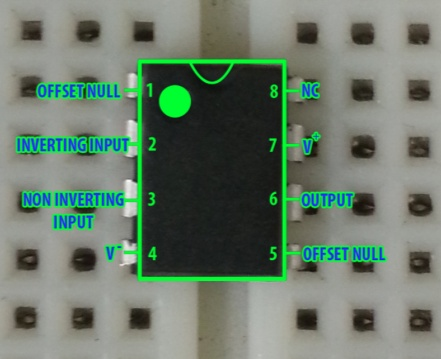 OFFSET NULL 1
8 NC
INVERTING INPUT 2
7 V+
NON INVERTING
INPUT
3
6 OUTPUT
V- 4
5 OFFSET NULL